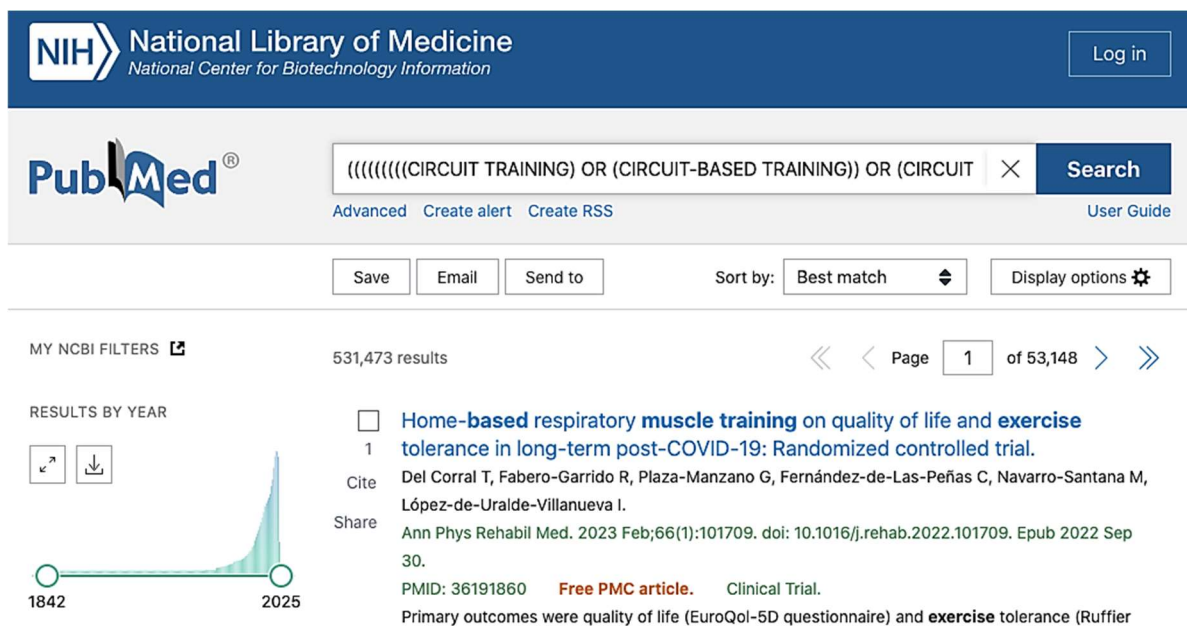 NIH National Library of Medicine
National Center for Biotechnology Information
Log in
PubMed®
(((((((((CIRCUIT TRAINING) OR (CIRCUIT-BASED TRAINING)) OR (CIRCUIT
Search
Advanced Create alert Create RSS
User Guide
Save Email Send to Sort by: Best match Display options
MY NCBI FILTERS
531,473 results
Page 1 of 53,148
RESULTS BY YEAR
1842 2025
1
Cite
Share
Home-based respiratory muscle training on quality of life and exercise
tolerance in long-term post-COVID-19: Randomized controlled trial.
Del Corral T, Fabero-Garrido R, Plaza-Manzano G, Fernández-de-Las-Peñas C, Navarro-Santana M,
López-de-Uralde-Villanueva I.
Ann Phys Rehabil Med. 2023 Feb;66(1):101709. doi: 10.1016/j.rehab.2022.101709. Epub 2022 Sep
30.
PMID: 36191860 Free PMC article. Clinical Trial.
Primary outcomes were quality of life (EuroQol-5D questionnaire) and exercise tolerance (Ruffier